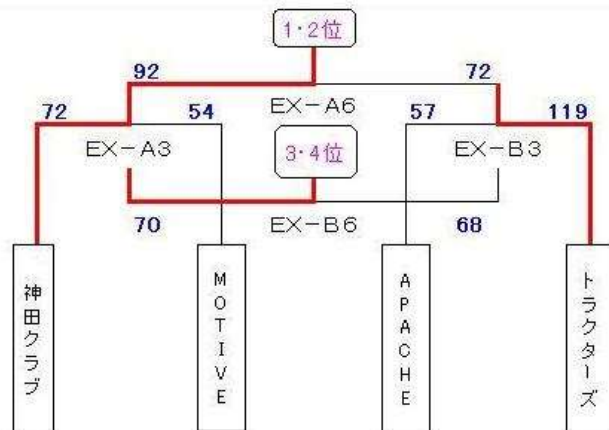 1・2位
92
72
72
54
EX-A6
57
119
EX-A3
3・4位
EX-B3
70
EX-B6
68
神田クラブ
MOTIVE
APACHE
トラクターズ